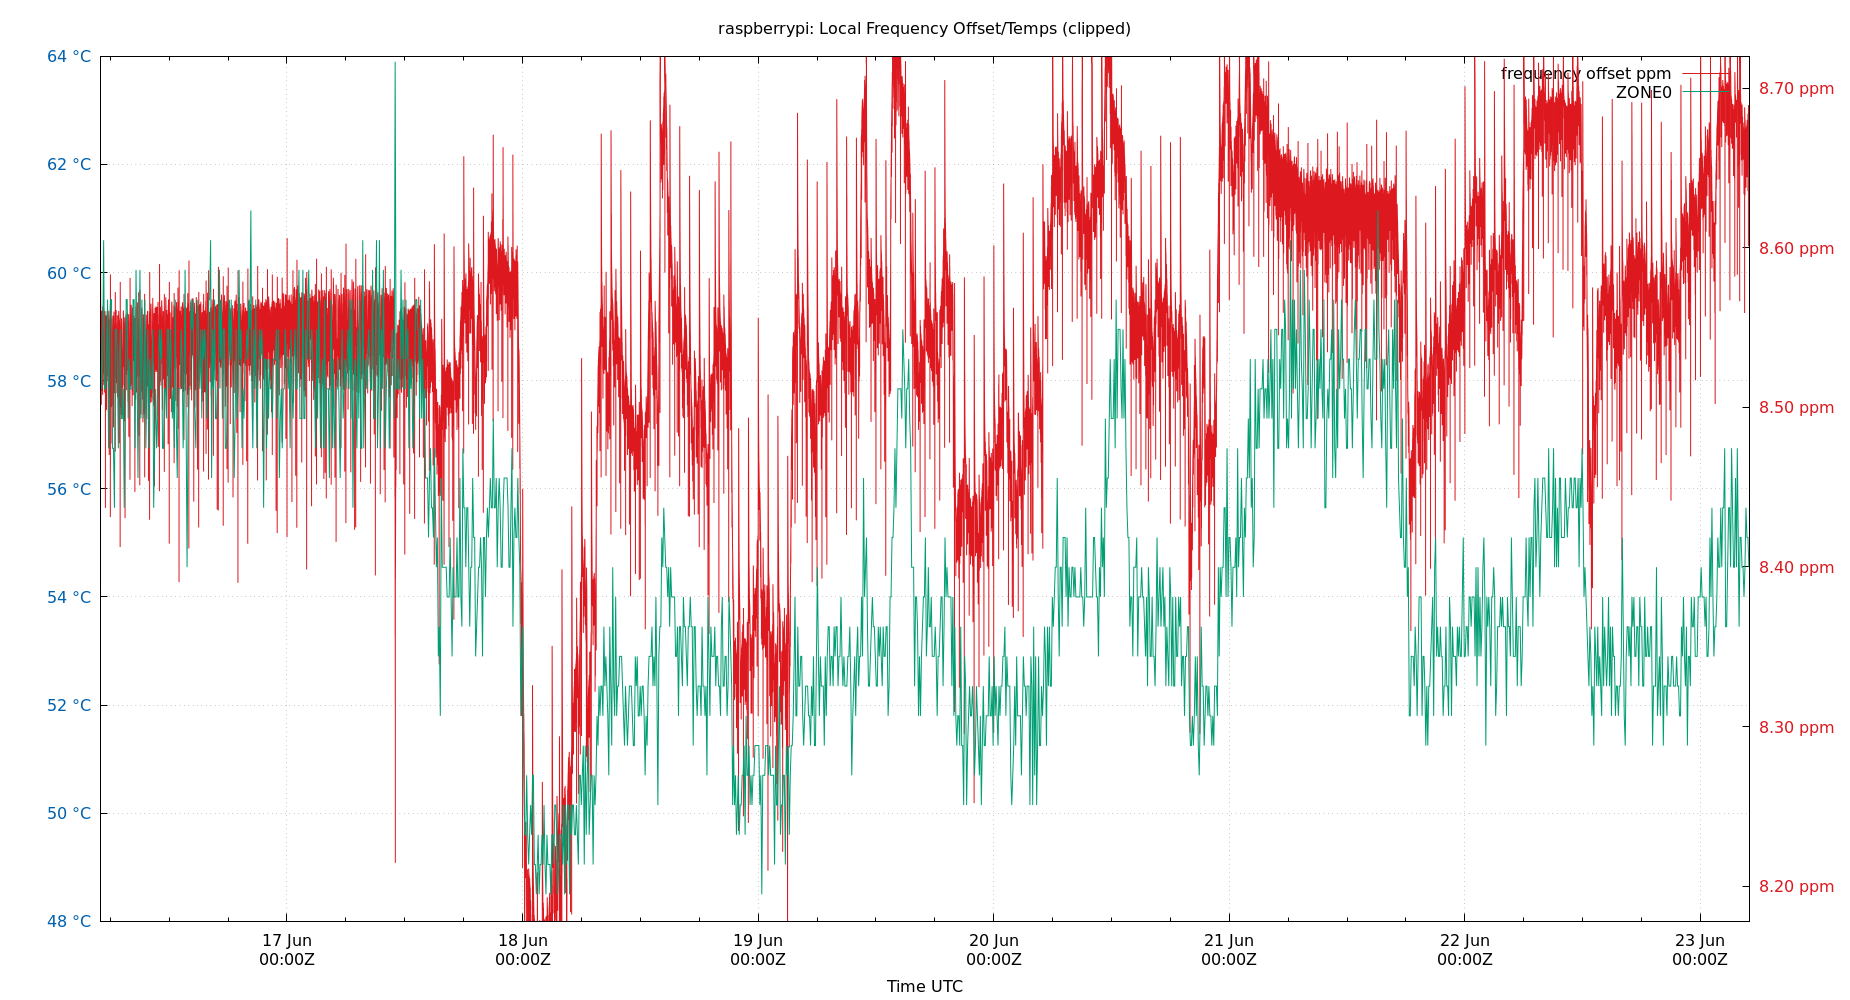 raspberrypi: Local Frequency Offset/Temps (clipped)
64 °C
62 °C
60 °C
58 °C
56 °C
54 °C
52 °C
50 °C
48 °C
frequency offset ppm
ZONE0
8.70 ppm
8.60 ppm
8.50 ppm
8.40 ppm
8.30 ppm
8.20 ppm
17 Jun
00:00Z
18 Jun
00:00Z
19 Jun
00:00Z
20 Jun
00:00Z
21 Jun
00:00Z
22 Jun
00:00Z
23 Jun
00:00Z
Time UTC